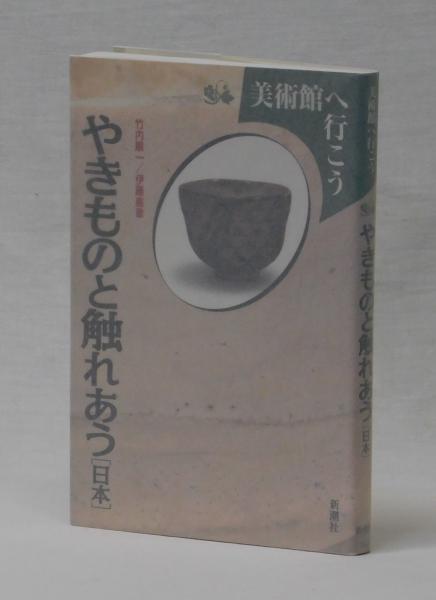 美術館へ行こう
竹内順一/伊藤嘉章
やきものと触れあう[日本]
新潮社
美術館へ行こう
やきものと触れあう[日本]